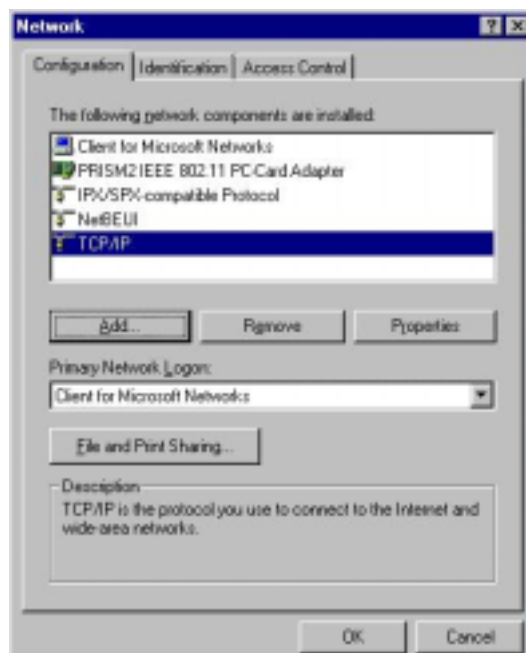 Network
Configuration Identification Access Control
The following network components are installed:
Client for Microsoft Networks
PRISM2 IEEE 802.11 PC-Card Adapter
IPX/SPX-compatible Protocol
NetBEUI
TCP/IP
Add... Remove Properties
Primary Network Logon:
Client for Microsoft Networks
File and Print Sharing...
Description
TCP/IP is the protocol you use to connect to the Internet and
wide-area networks.
OK Cancel